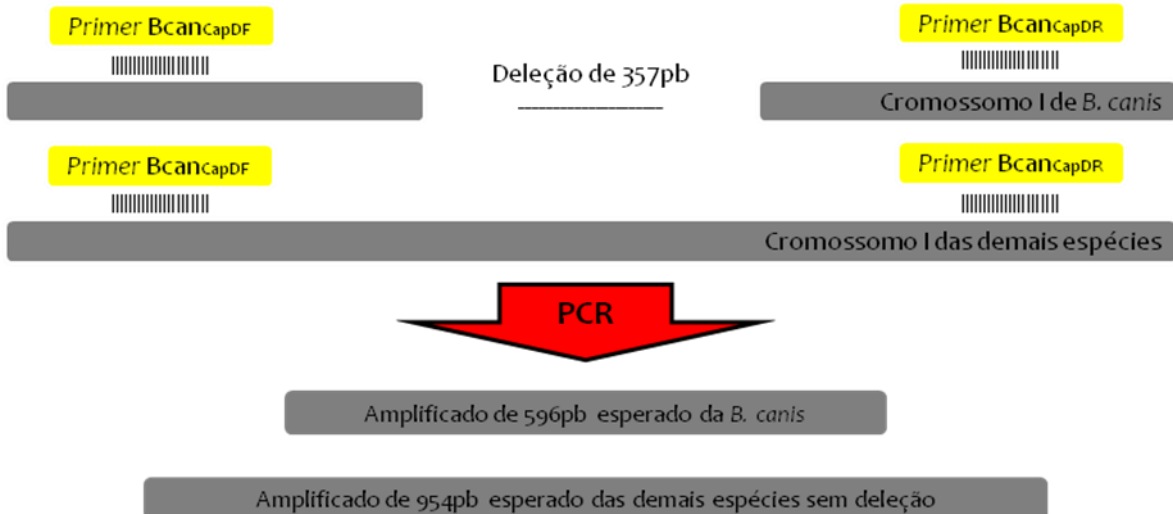 Primer BcanCapDF
Primer BcanCapDR
Deleção de 357pb
Cromossomo I de B. canis
Primer BcanCapDF
Primer BcanCapDR
Cromossomo I das demais espécies
PCR
Amplificado de 596pb esperado da B. canis
Amplificado de 954pb esperado das demais espécies sem deleção